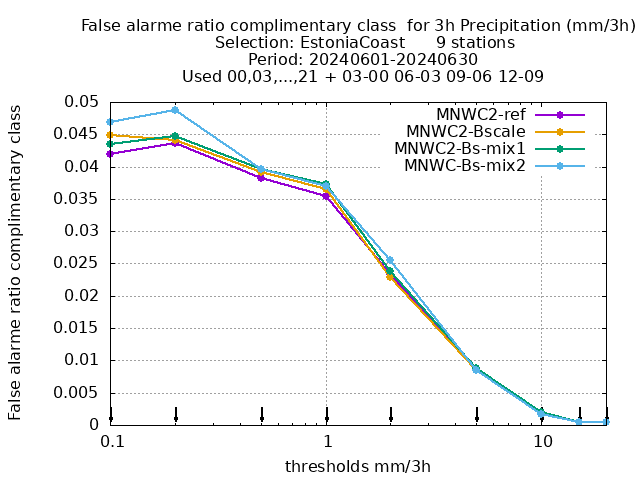 False alarme ratio complimentary class  for 3h Precipitation (mm/3h)
Selection: EstoniaCoast      9 stations
Period: 20240601-20240630
Used 00,03,...,21 + 03-00 06-03 09-06 12-09
MNWC2-ref
MNWC2-Bscale
MNWC2-Bs-mix1
MNWC-Bs-mix2
False alarme ratio complimentary class
0.05
0.045
0.04
0.035
0.03
0.025
0.02
0.015
0.01
0.005
0
0.1
1
10
thresholds mm/3h